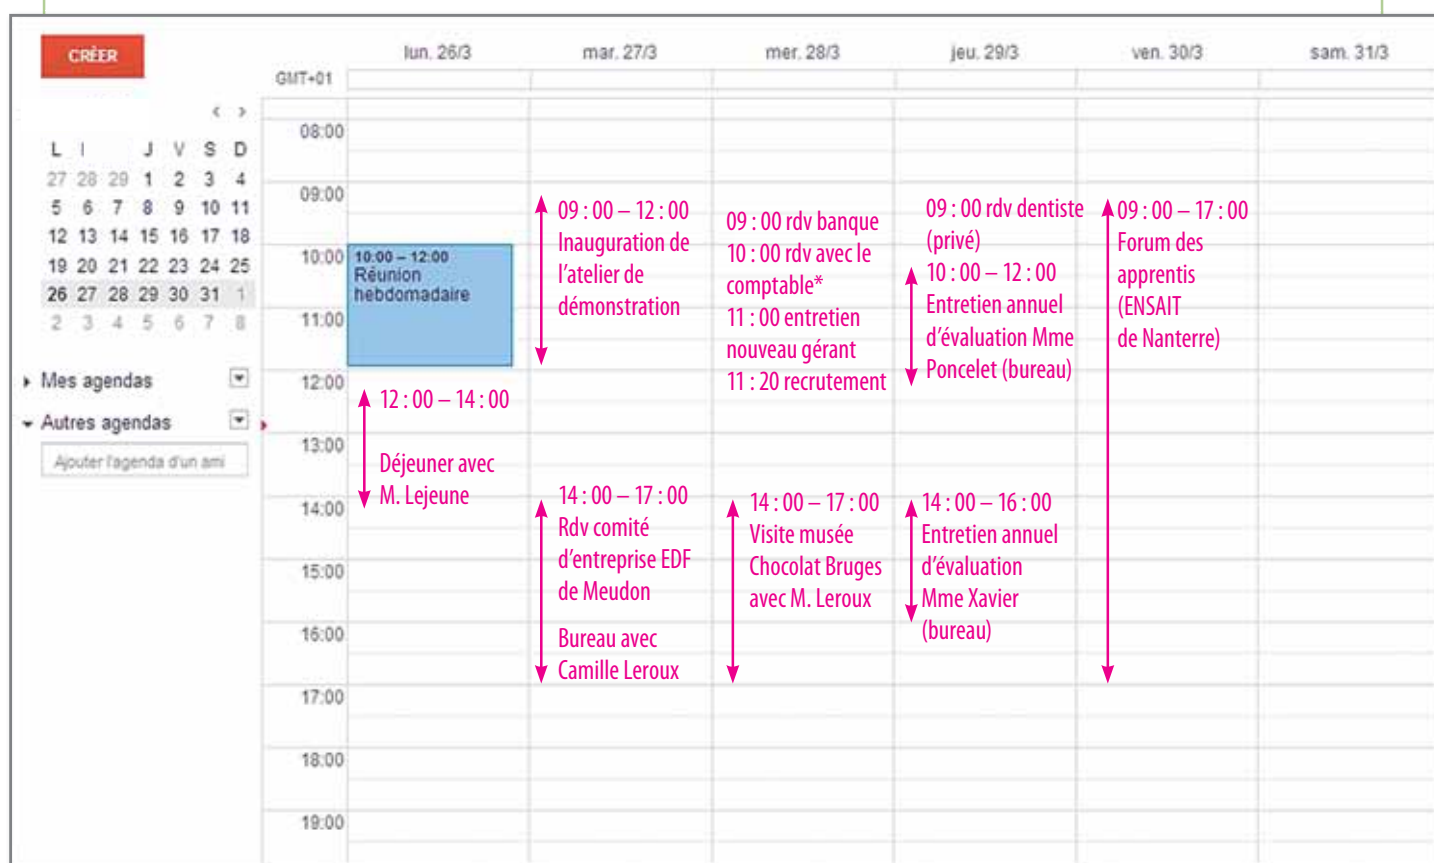 CRÉER
lun. 26/3
mar. 27/3
mer. 28/3
jeu. 29/3
ven. 30/3
sam. 31/3
GMT+01
< >
L I J V S D
27 28 29 1 2 3 4
5 6 7 8 9 10 11
12 13 14 15 16 17 18
19 20 21 22 23 24 25
26 27 28 29 30 31 1
2 3 4 5 6 7 8
Mes agendas
Autres agendas
Ajouter l'agenda d'un ami
08:00
09:00
10:00
11:00
12:00
13:00
14:00
15:00
16:00
17:00
18:00
19:00
10:00 – 12:00
Réunion
hebdomadaire
12 : 00 – 14 : 00
Déjeuner avec
M. Lejeune
09 : 00 – 12 : 00
Inauguration de
l’atelier de
démonstration
14 : 00 – 17 : 00
Rdv comité
d’entreprise EDF
de Meudon
Bureau avec
Camille Leroux
09 : 00 rdv banque
10 : 00 rdv avec le
comptable*
11 : 00 entretien
nouveau gérant
11 : 20 recrutement
14 : 00 – 17 : 00
Visite musée
Chocolat Bruges
avec M. Leroux
09 : 00 rdv dentiste
(privé)
10 : 00 – 12 : 00
Entretien annuel
d’évaluation Mme
Poncelet (bureau)
14 : 00 – 16 : 00
Entretien annuel
d’évaluation
Mme Xavier
(bureau)
09 : 00 – 17 : 00
Forum des
apprentis
(ENSAIT
de Nanterre)